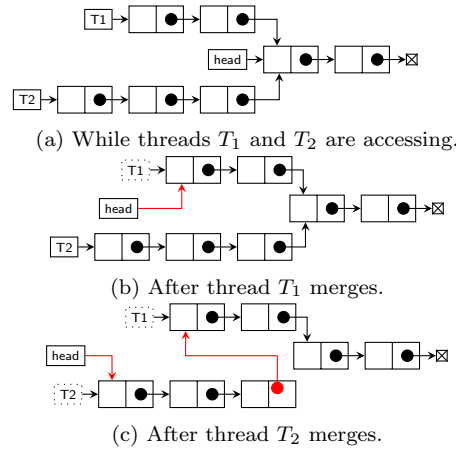 T1
head
T2
(a) While threads T₁ and T₂ are accessing.
T1
head
T2
(b) After thread T₁ merges.
T1
head
T2
(c) After thread T₂ merges.